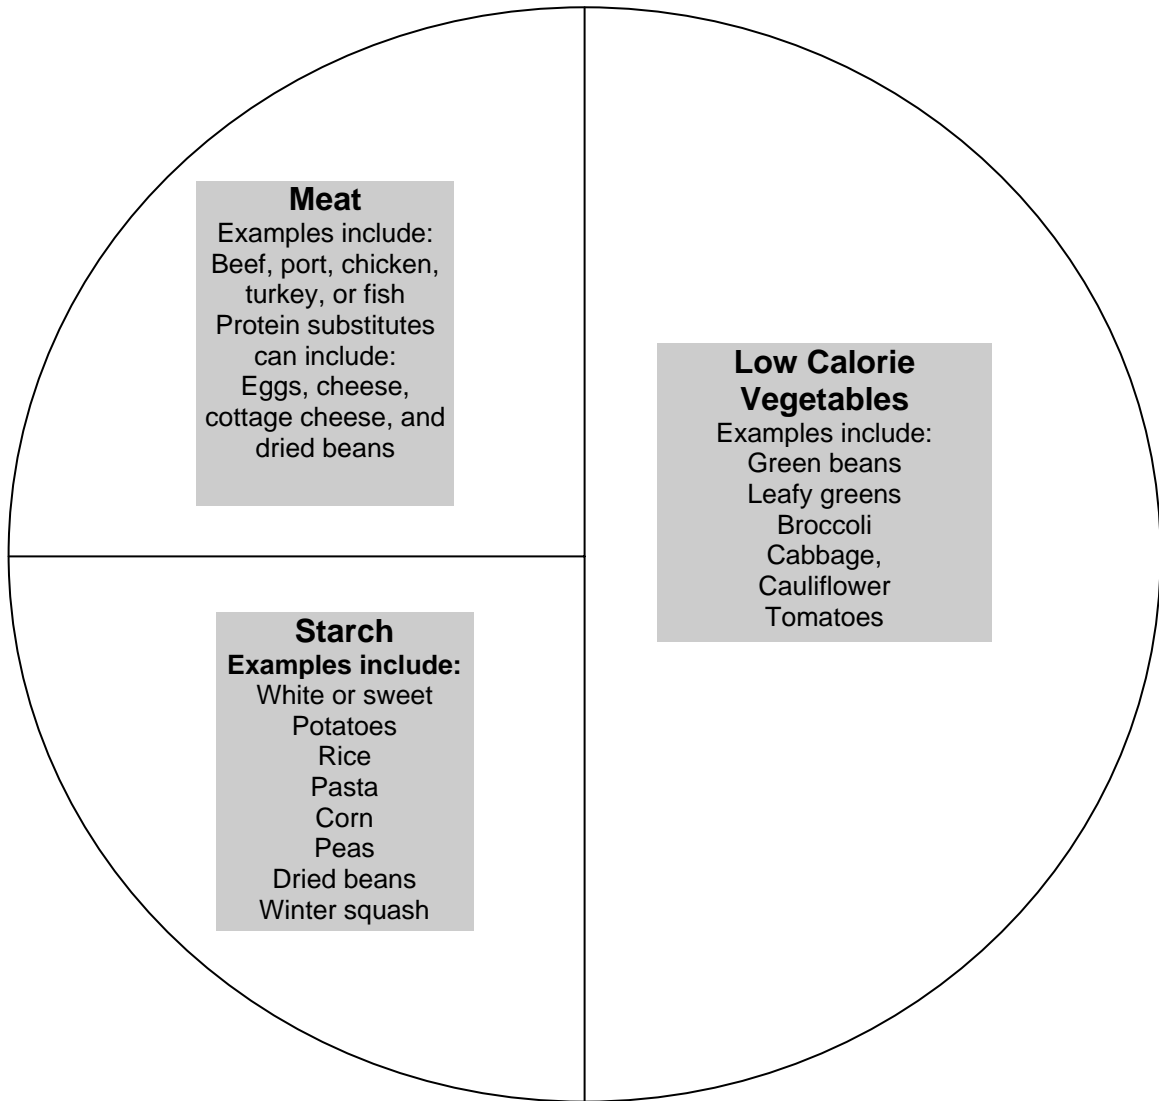 Meat
Examples include:
Beef, port, chicken,
turkey, or fish
Protein substitutes
can include:
Eggs, cheese,
cottage cheese, and
dried beans
Low Calorie
Vegetables
Examples include:
Green beans
Leafy greens
Broccoli
Cabbage,
Cauliflower
Tomatoes
Starch
Examples include:
White or sweet
Potatoes
Rice
Pasta
Corn
Peas
Dried beans
Winter squash